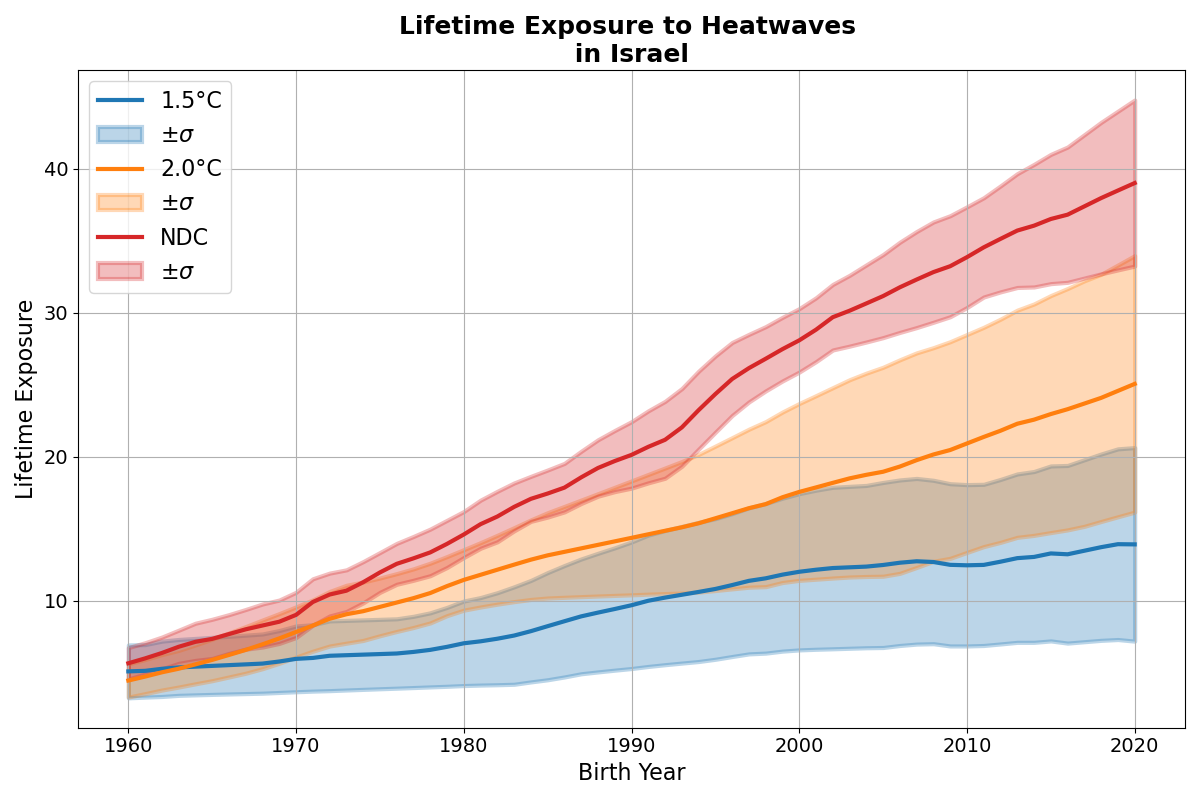 Lifetime Exposure to Heatwaves
in Israel
1.5°C
±σ
2.0°C
±σ
NDC
±σ
Lifetime Exposure
40
30
20
10
1960 1970 1980 1990 2000 2010 2020
Birth Year